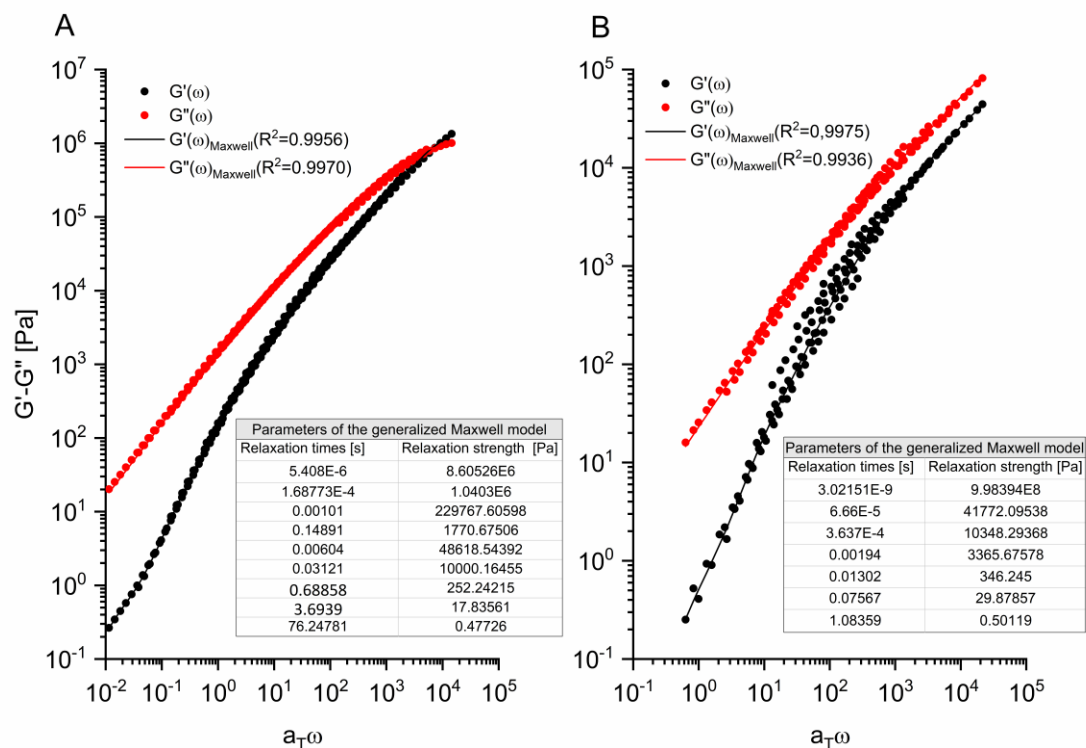 A
10^7
10^6
10^5
10^4
10^3
10^2
10^1
10^0
10^-1
G'-G" [Pa]
G'(ω)
G"(ω)
G'(ω)Maxwell(R²=0.9956)
G"(ω)Maxwell(R²=0.9970)
Parameters of the generalized Maxwell model
Relaxation times [s] Relaxation strength [Pa]
5.408E-6 8.60526E6
1.68773E-4 1.0403E6
0.00101 229767.60598
0.14891 1770.67506
0.00604 48618.54392
0.03121 10000.16455
0.68858 252.24215
3.6939 17.83561
76.24781 0.47726
10^-2 10^-1 10^0 10^1 10^2 10^3 10^4 10^5
aTω
B
10^5
10^4
10^3
10^2
10^1
10^0
10^-1
G'(ω)
G"(ω)
G'(ω)Maxwell(R²=0,9975)
G"(ω)Maxwell(R²=0.9936)
Parameters of the generalized Maxwell model
Relaxation times [s] Relaxation strength [Pa]
3.02151E-9 9.98394E8
6.66E-5 41772.09538
3.637E-4 10348.29368
0.00194 3365.67578
0.01302 346.245
0.07567 29.87857
1.08359 0.50119
10^-1 10^0 10^1 10^2 10^3 10^4 10^5
aTω